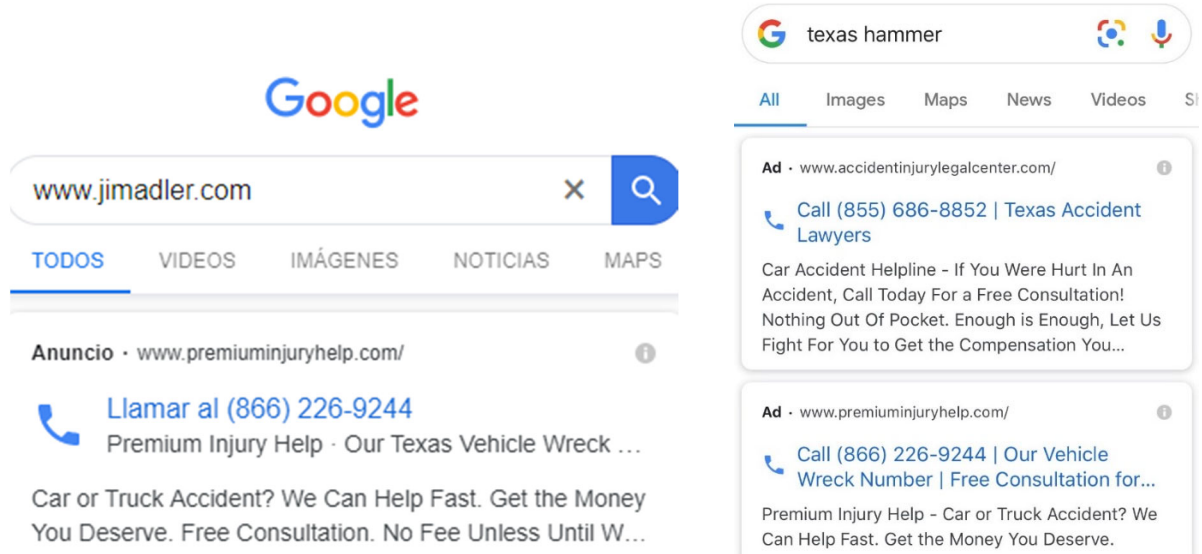 Google
www.jimadler.com
TODOS VIDEOS IMÁGENES NOTICIAS MAPS
Anuncio · www.premiuminjuryhelp.com/
Llamar al (866) 226-9244
Premium Injury Help · Our Texas Vehicle Wreck ...
Car or Truck Accident? We Can Help Fast. Get the Money
You Deserve. Free Consultation. No Fee Unless Until W...
texas hammer
All Images Maps News Videos
Ad · www.accidentinjurylegalcenter.com/
Call (855) 686-8852 | Texas Accident
Lawyers
Car Accident Helpline - If You Were Hurt In An
Accident, Call Today For a Free Consultation!
Nothing Out Of Pocket. Enough is Enough, Let Us
Fight For You to Get the Compensation You...
Ad · www.premiuminjuryhelp.com/
Call (866) 226-9244 | Our Vehicle
Wreck Number | Free Consultation for...
Premium Injury Help - Car or Truck Accident? We
Can Help Fast. Get the Money You Deserve.